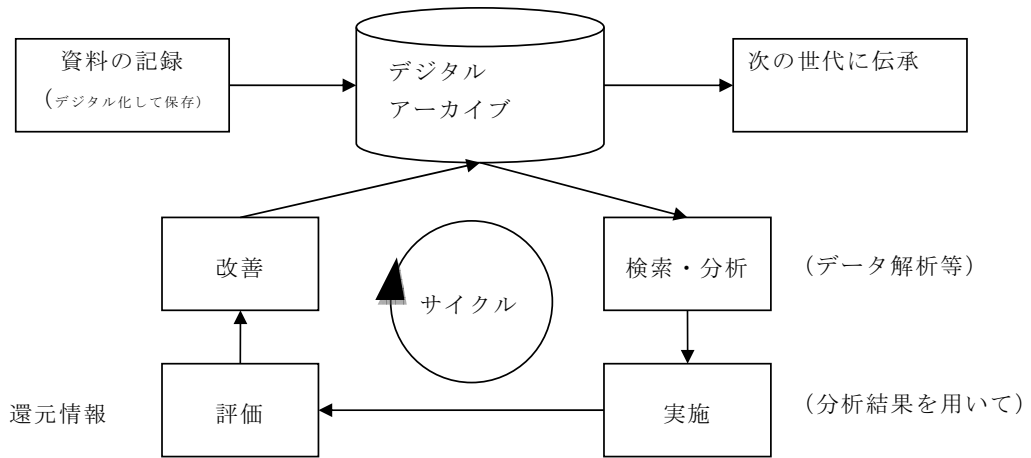 資料の記録
(デジタル化して保存)
デジタル
アーカイブ
次の世代に伝承
改善
サイクル
検索・分析
(データ解析等)
還元情報
評価
実施
(分析結果を用いて)